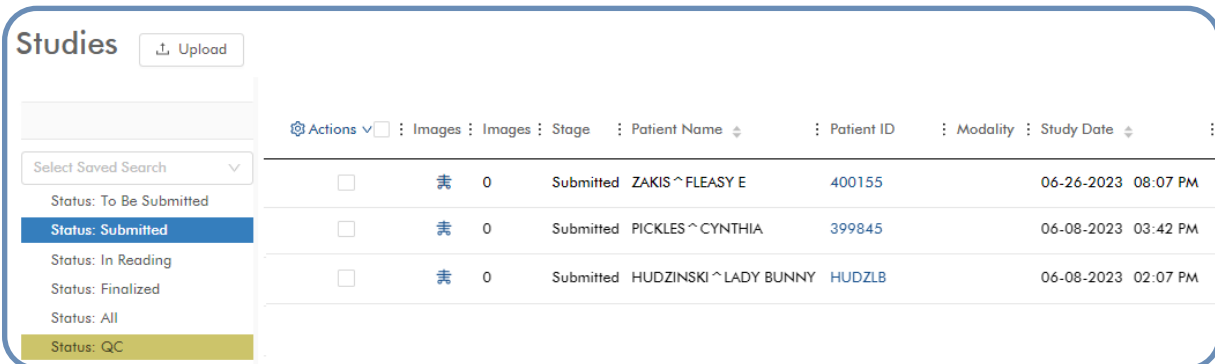 Studies
Upload
Actions Images Images Stage Patient Name Patient ID Modality Study Date
Select Saved Search
Status: To Be Submitted
Status: Submitted
Status: In Reading
Status: Finalized
Status: All
Status: QC
0 Submitted ZAKIS^FLEASY E 400155 06-26-2023 08:07 PM
0 Submitted PICKLES^CYNTHIA 399845 06-08-2023 03:42 PM
0 Submitted HUDZINSKI^LADY BUNNY HUDZLB 06-08-2023 02:07 PM